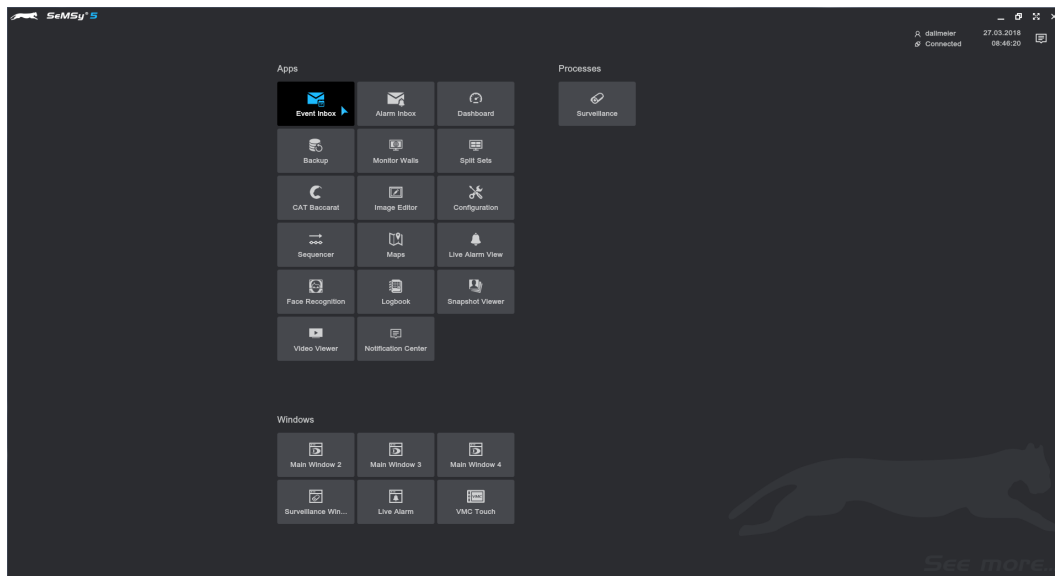 SeMSy® 5
dallmeier 27.03.2018
Connected 08:46:20
Apps
Processes
Event Inbox
Alarm Inbox
Dashboard
Surveillance
Backup
Monitor Walls
Split Sets
CAT Baccarat
Image Editor
Configuration
Sequencer
Maps
Live Alarm View
Face Recognition
Logbook
Snapshot Viewer
Video Viewer
Notification Center
Windows
Main Window 2
Main Window 3
Main Window 4
Surveillance Win...
Live Alarm
VMC Touch
See more..